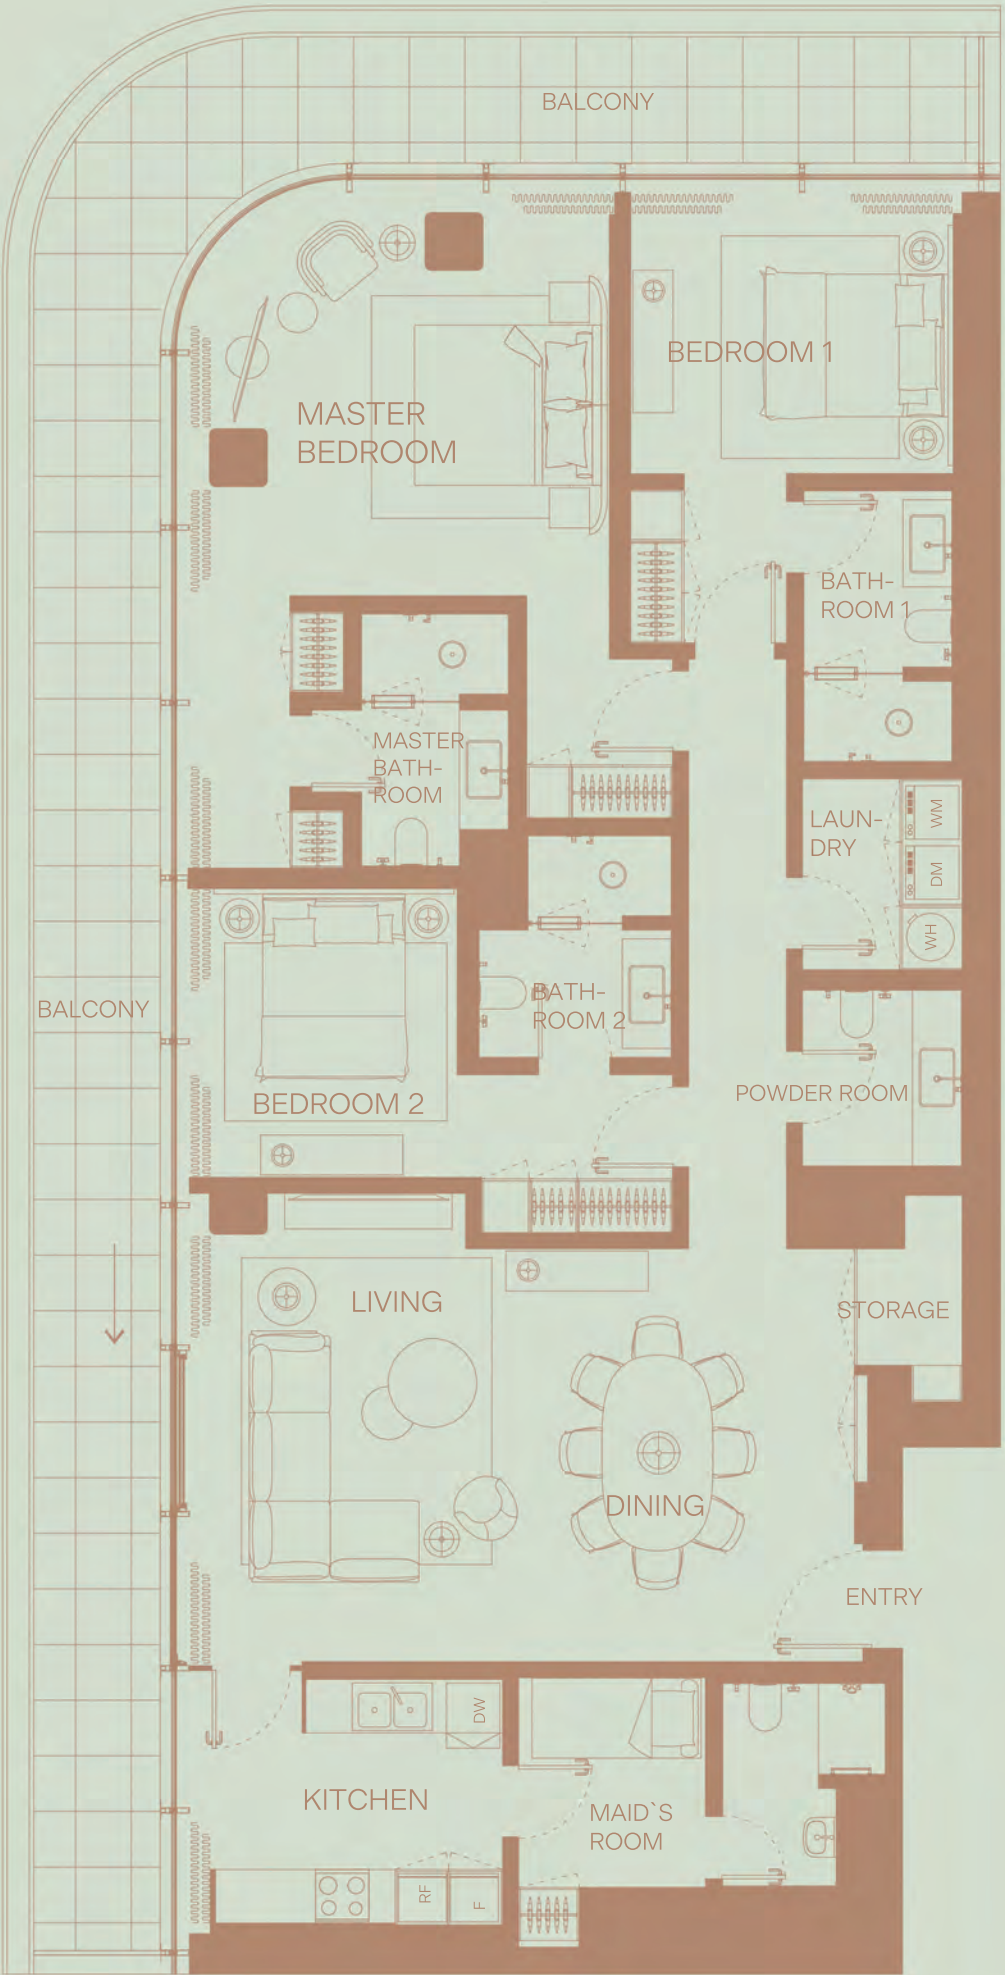 BALCONY
BEDROOM 1
MASTER
BEDROOM
BATH-
ROOM 1
MASTER
BATH-
ROOM
LAUN-
DRY
WM
DM
WH
BATH-
ROOM 2
BALCONY
POWDER ROOM
BEDROOM 2
LIVING
STORAGE
DINING
ENTRY
DW
KITCHEN
MAID`S
ROOM
RF
F